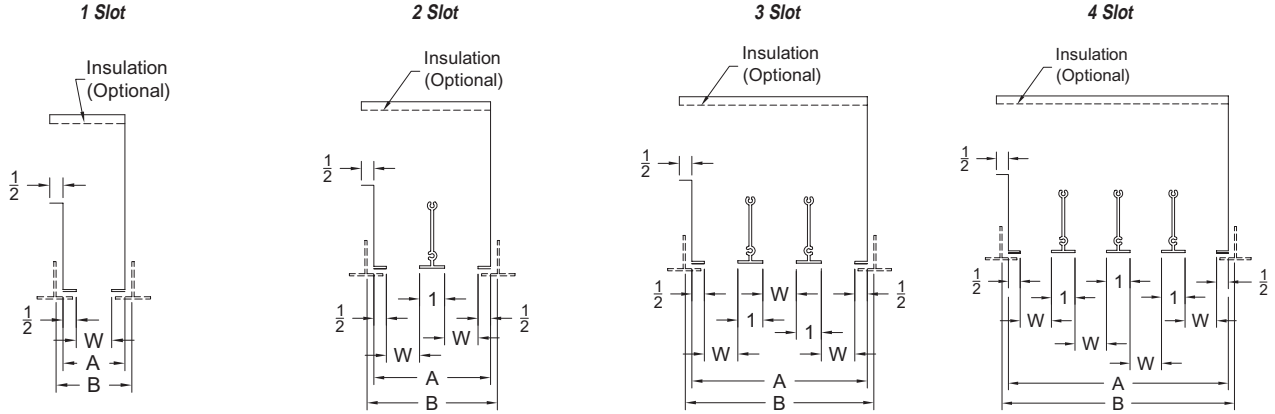 1 Slot
Insulation
(Optional)
1/2
1/2
W
A
B
2 Slot
Insulation
(Optional)
1/2
1/2
1
1/2
W
W
A
B
3 Slot
Insulation
(Optional)
1/2
1/2
W
1/2
1
1
W
W
A
B
4 Slot
Insulation
(Optional)
1/2
1/2
1
1
1
1/2
W
W
W
W
A
B